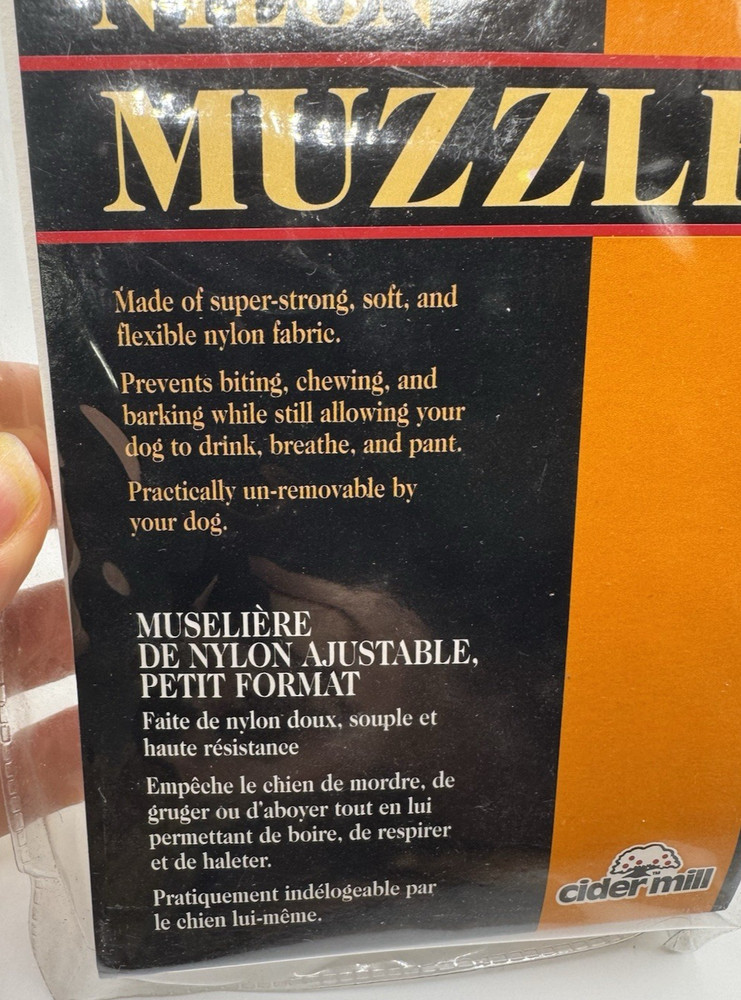 NYLON
MUZZLE
Made of super-strong, soft, and
flexible nylon fabric.
Prevents biting, chewing, and
barking while still allowing your
dog to drink, breathe, and pant.
Practically un-removable by
your dog.
MUSELIÈRE
DE NYLON AJUSTABLE,
PETIT FORMAT
Faite de nylon doux, souple et
haute résistance
Empêche le chien de mordre, de
gruger ou d'aboyer tout en lui
permettant de boire, de respirer
et de haleter.
Pratiquement indélogeable par
le chien lui-même.
cider mill